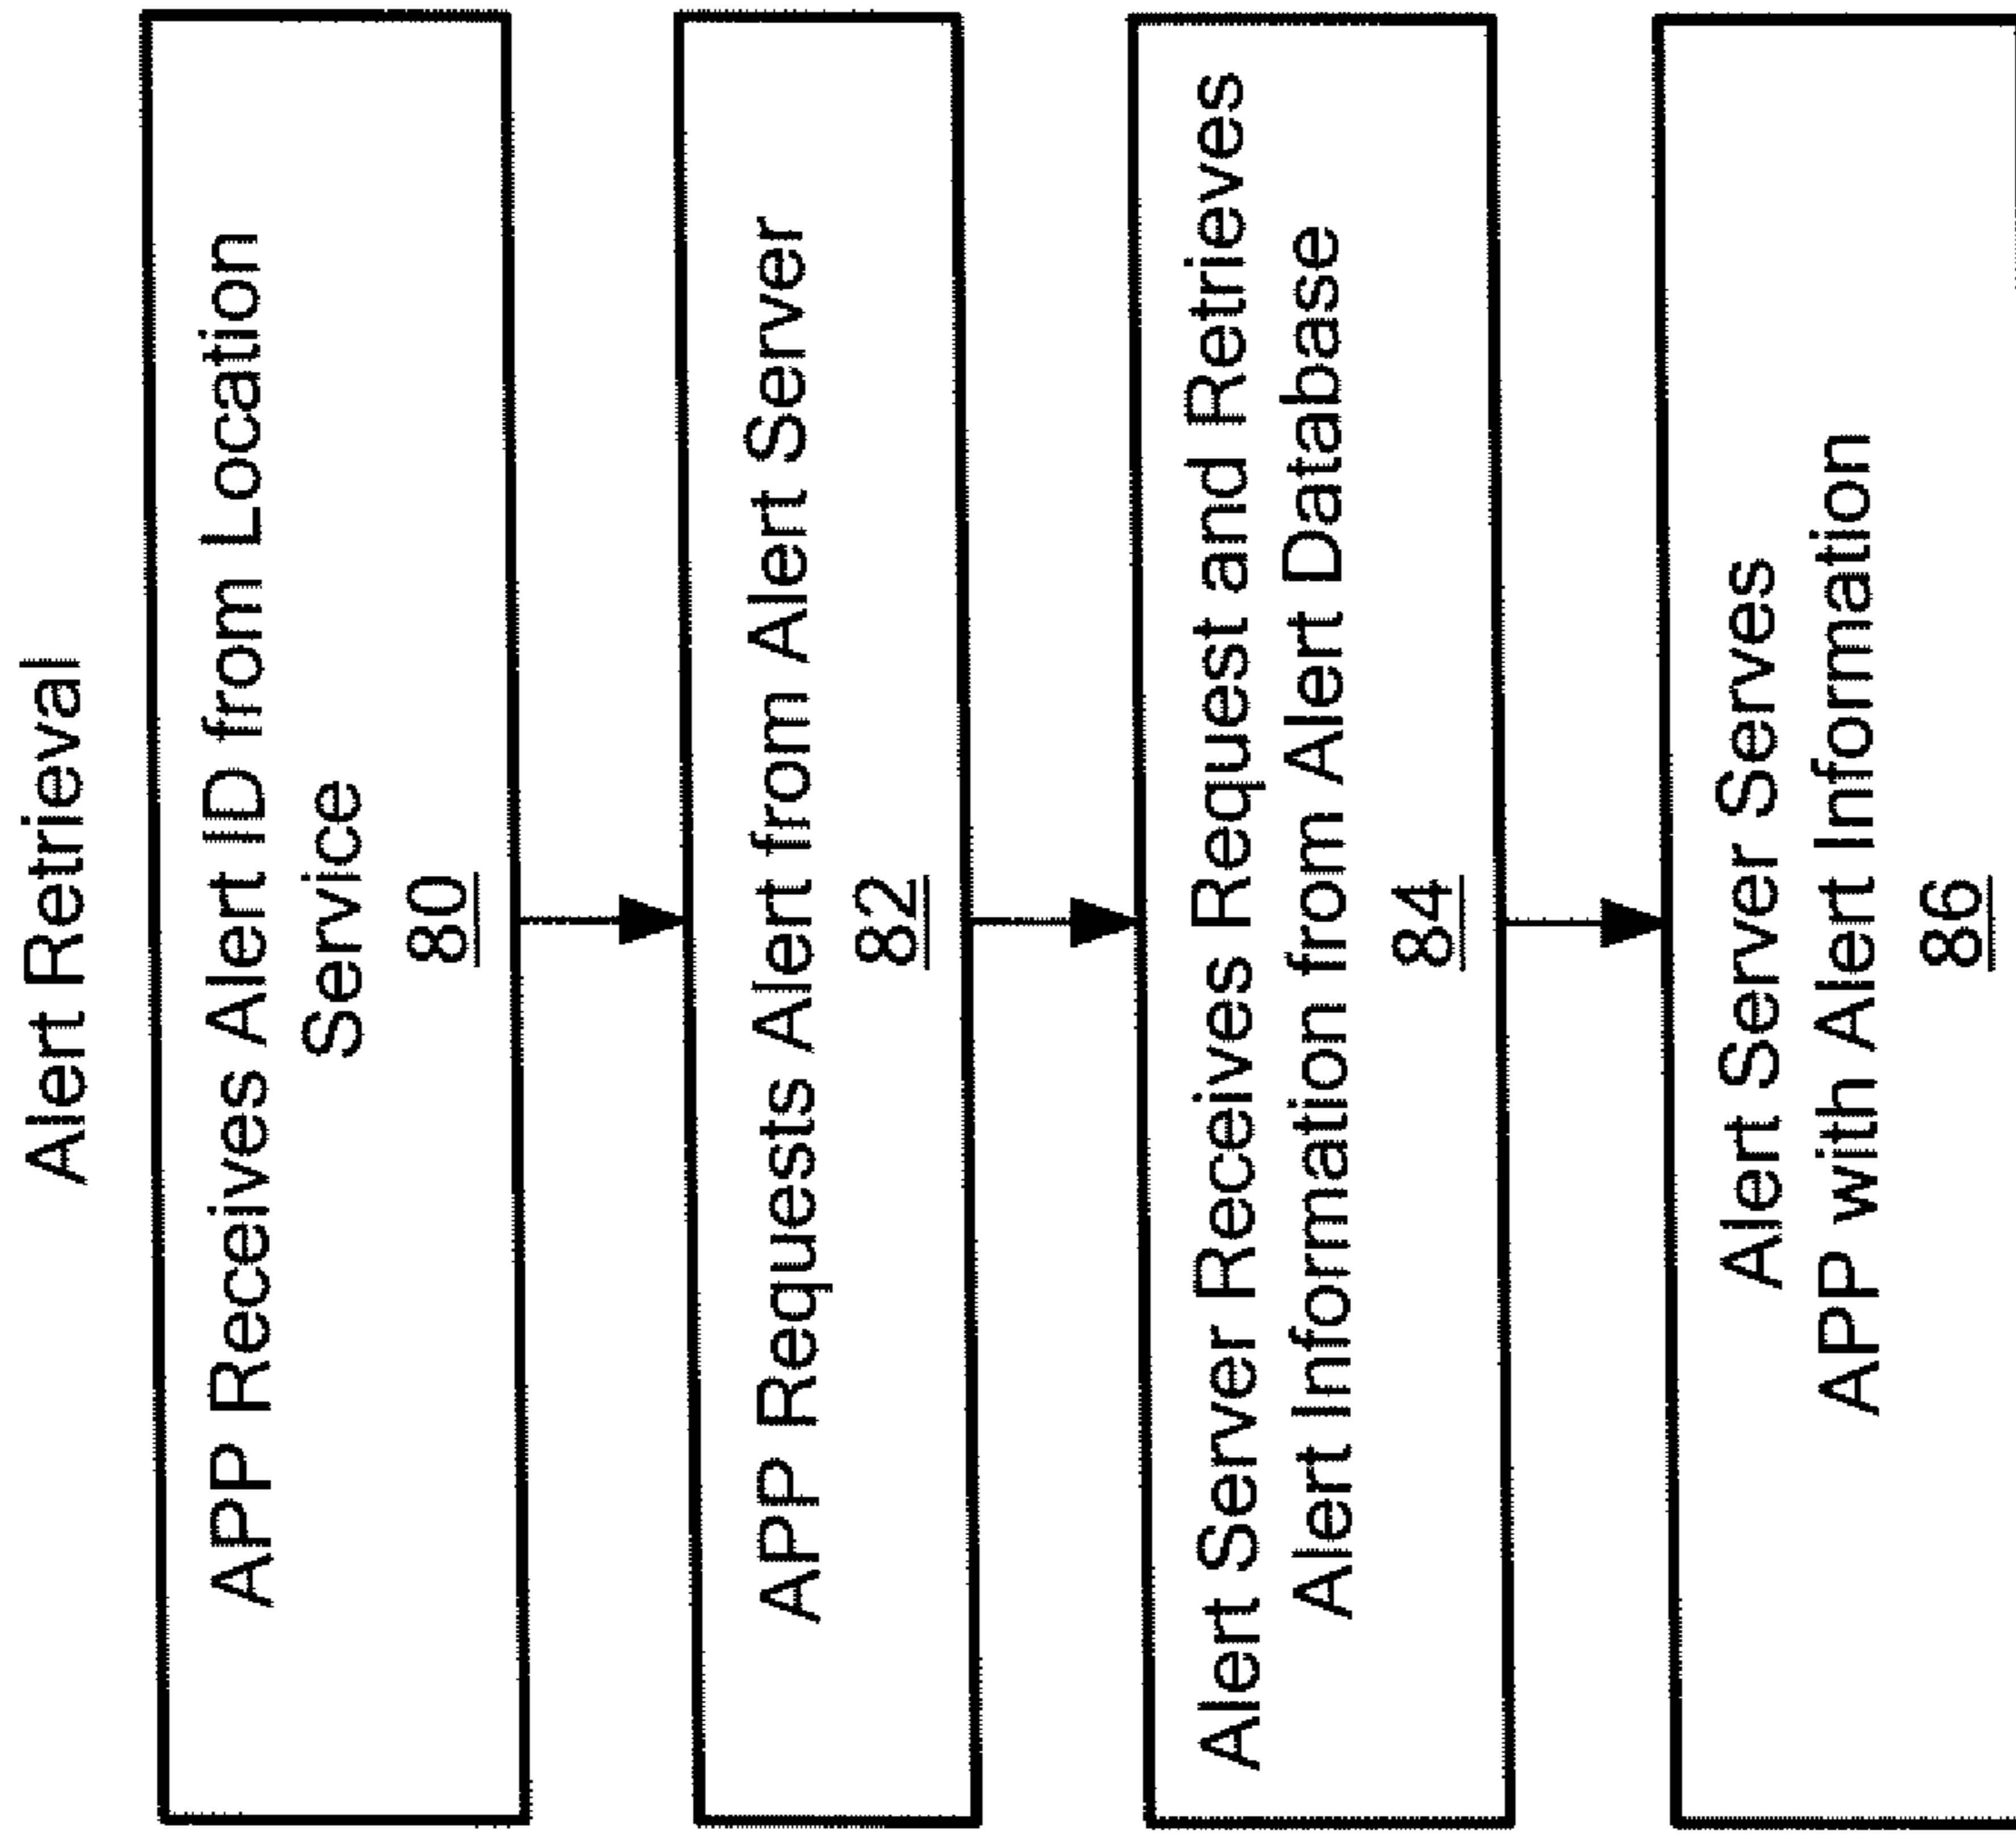 Alert Retrieval
APP Receives Alert ID from Location
Service
80
APP Requests Alert from Alert Server
82
Alert Server Receives Request and Retrieves
Alert Information from Alert Database
84
Alert Server Serves
APP with Alert Information
86